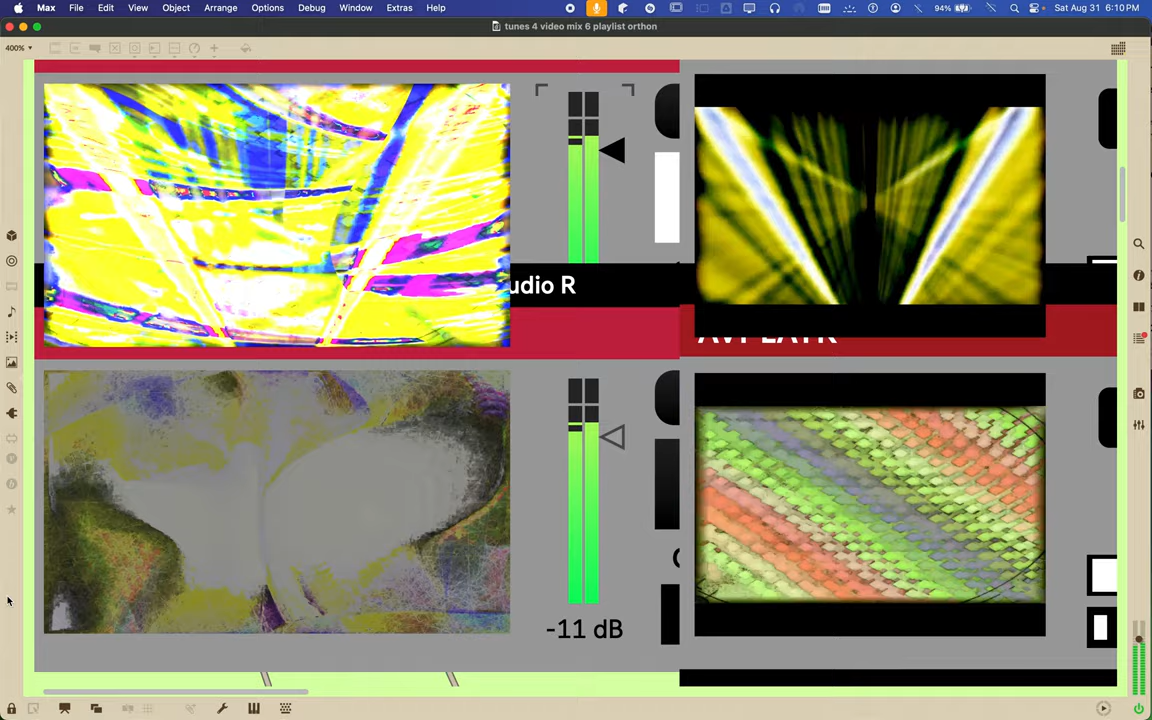 Max File Edit View Object Arrange Options Debug Window Extras Help 94% Sat Aug 31 6:10 PM
tunes 4 video mix 6 playlist orthon
400%
udio R
-11 dB